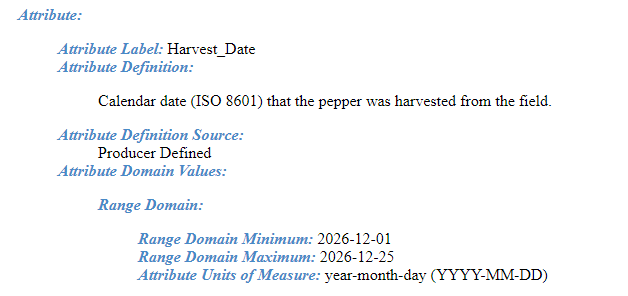 Attribute:
Attribute Label: Harvest_Date
Attribute Definition:
Calendar date (ISO 8601) that the pepper was harvested from the field.
Attribute Definition Source:
Producer Defined
Attribute Domain Values:
Range Domain:
Range Domain Minimum: 2026-12-01
Range Domain Maximum: 2026-12-25
Attribute Units of Measure: year-month-day (YYYY-MM-DD)